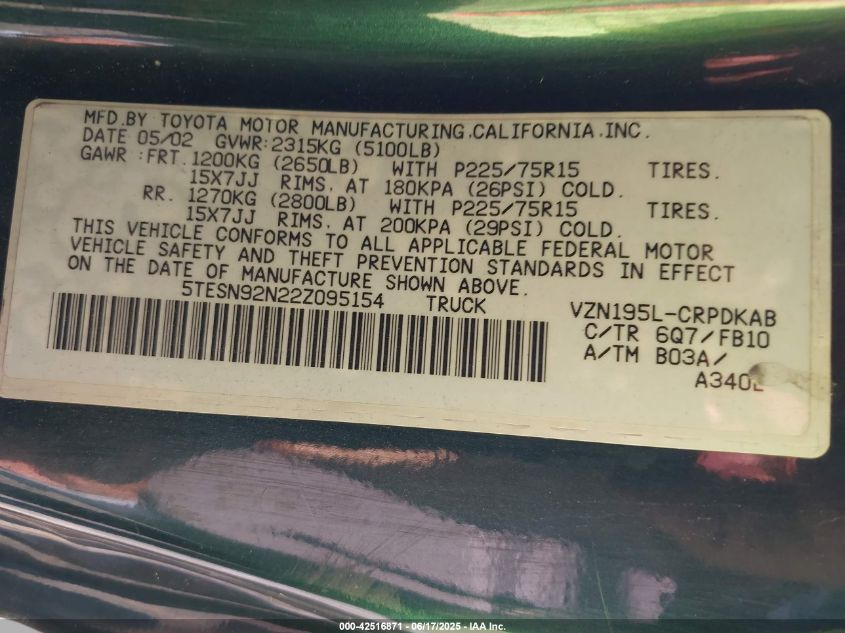 MFD.BY TOYOTA MOTOR MANUFACTURING.CALIFORNIA.INC.
DATE 05/02 GVWR:2315KG (5100LB)
GAWR :FRT.1200KG (2650LB) WITH P225/75R15 TIRES.
15X7JJ RIMS, AT 180KPA (26PSI) COLD.
RR. 1270KG (2800LB) WITH P225/75R15 TIRES.
15X7JJ RIMS, AT 200KPA (29PSI) COLD.
THIS VEHICLE CONFORMS TO ALL APPLICABLE FEDERAL MOTOR
VEHICLE SAFETY AND THEFT PREVENTION STANDARDS IN EFFECT
ON THE DATE OF MANUFACTURE SHOWN ABOVE.
5TESN92N22Z095154 TRUCK
VZN195L-CRPDKAB
C/TR 6Q7/FB10
A/TM B03A/
A340E
000-42516871 - 06/17/2025 - IAA Inc.